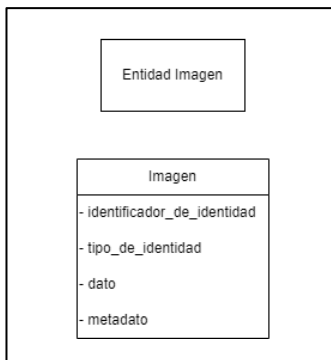 Entidad Imagen
Imagen
- identificador_de_identidad
- tipo_de_identidad
- dato
- metadato